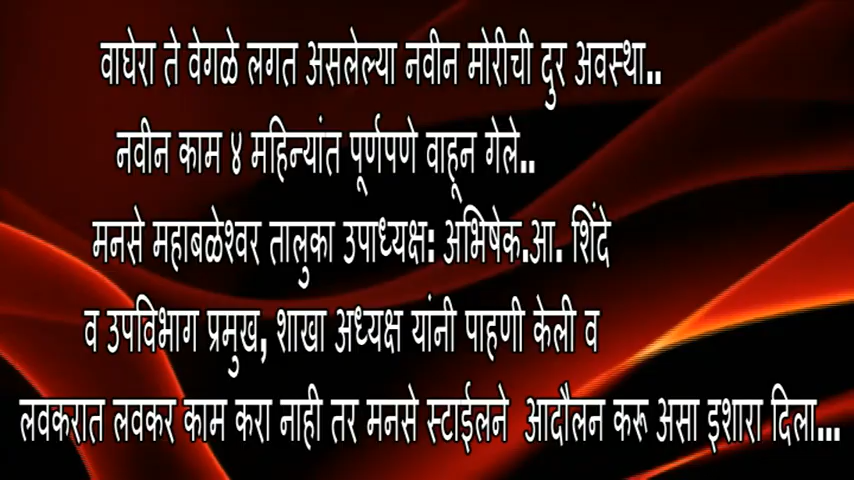 वाघेरा ते वेगळे लगत असलेल्या नवीन मोरीची दुर अवस्था..
नवीन काम ४ महिन्यांत पूर्णपणे वाहून गेले..
मनसे महाबळेश्वर तालुका उपाध्यक्ष: अभिषेक.आ. शिंदे
व उपविभाग प्रमुख, शाखा अध्यक्ष यांनी पाहणी केली व
लवकरात लवकर काम करा नाही तर मनसे स्टाईलने आदौलन करू असा इशारा दिला...